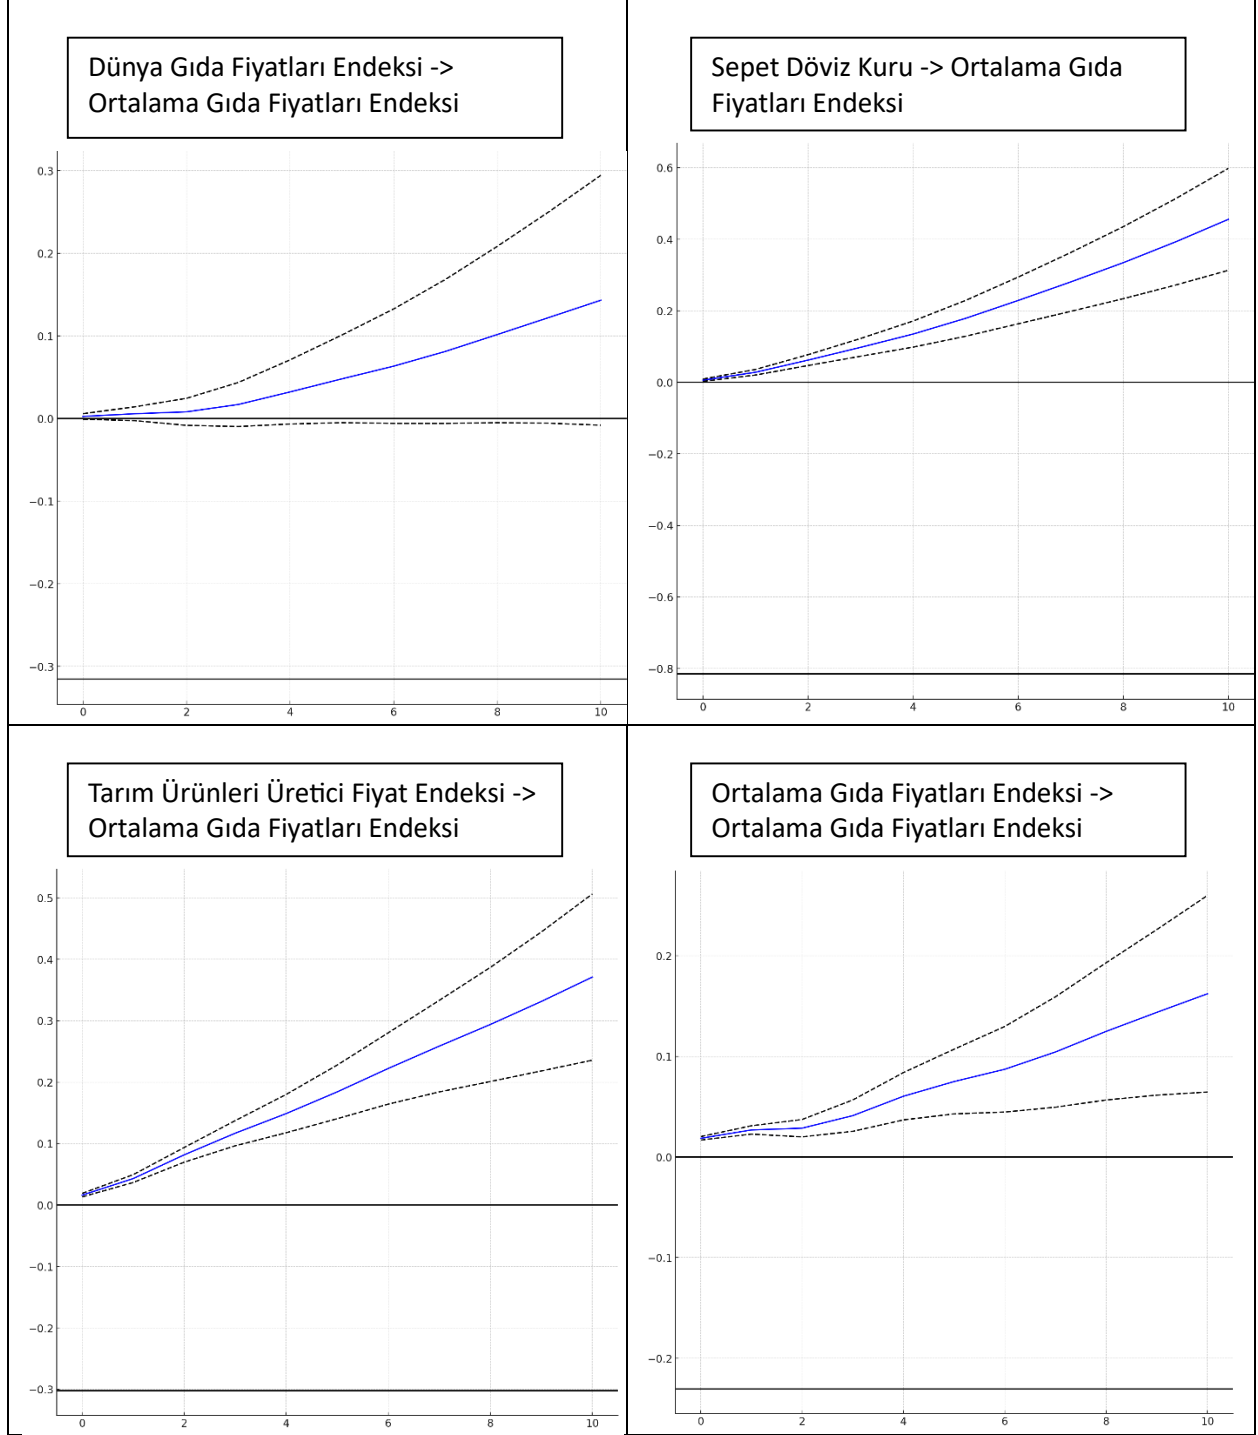 Dünya Gıda Fiyatları Endeksi ->
Ortalama Gıda Fiyatları Endeksi
0.3
0.2
0.1
0.0
−0.1
−0.2
−0.3
0 2 4 6 8 10
Sepet Döviz Kuru -> Ortalama Gıda
Fiyatları Endeksi
0.6
0.4
0.2
0.0
−0.2
−0.4
−0.6
−0.8
0 2 4 6 8 10
Tarım Ürünleri Üretici Fiyat Endeksi ->
Ortalama Gıda Fiyatları Endeksi
0.5
0.4
0.3
0.2
0.1
0.0
−0.1
−0.2
−0.3
0 2 4 6 8 10
Ortalama Gıda Fiyatları Endeksi ->
Ortalama Gıda Fiyatları Endeksi
0.2
0.1
0.0
−0.1
−0.2
0 2 4 6 8 10